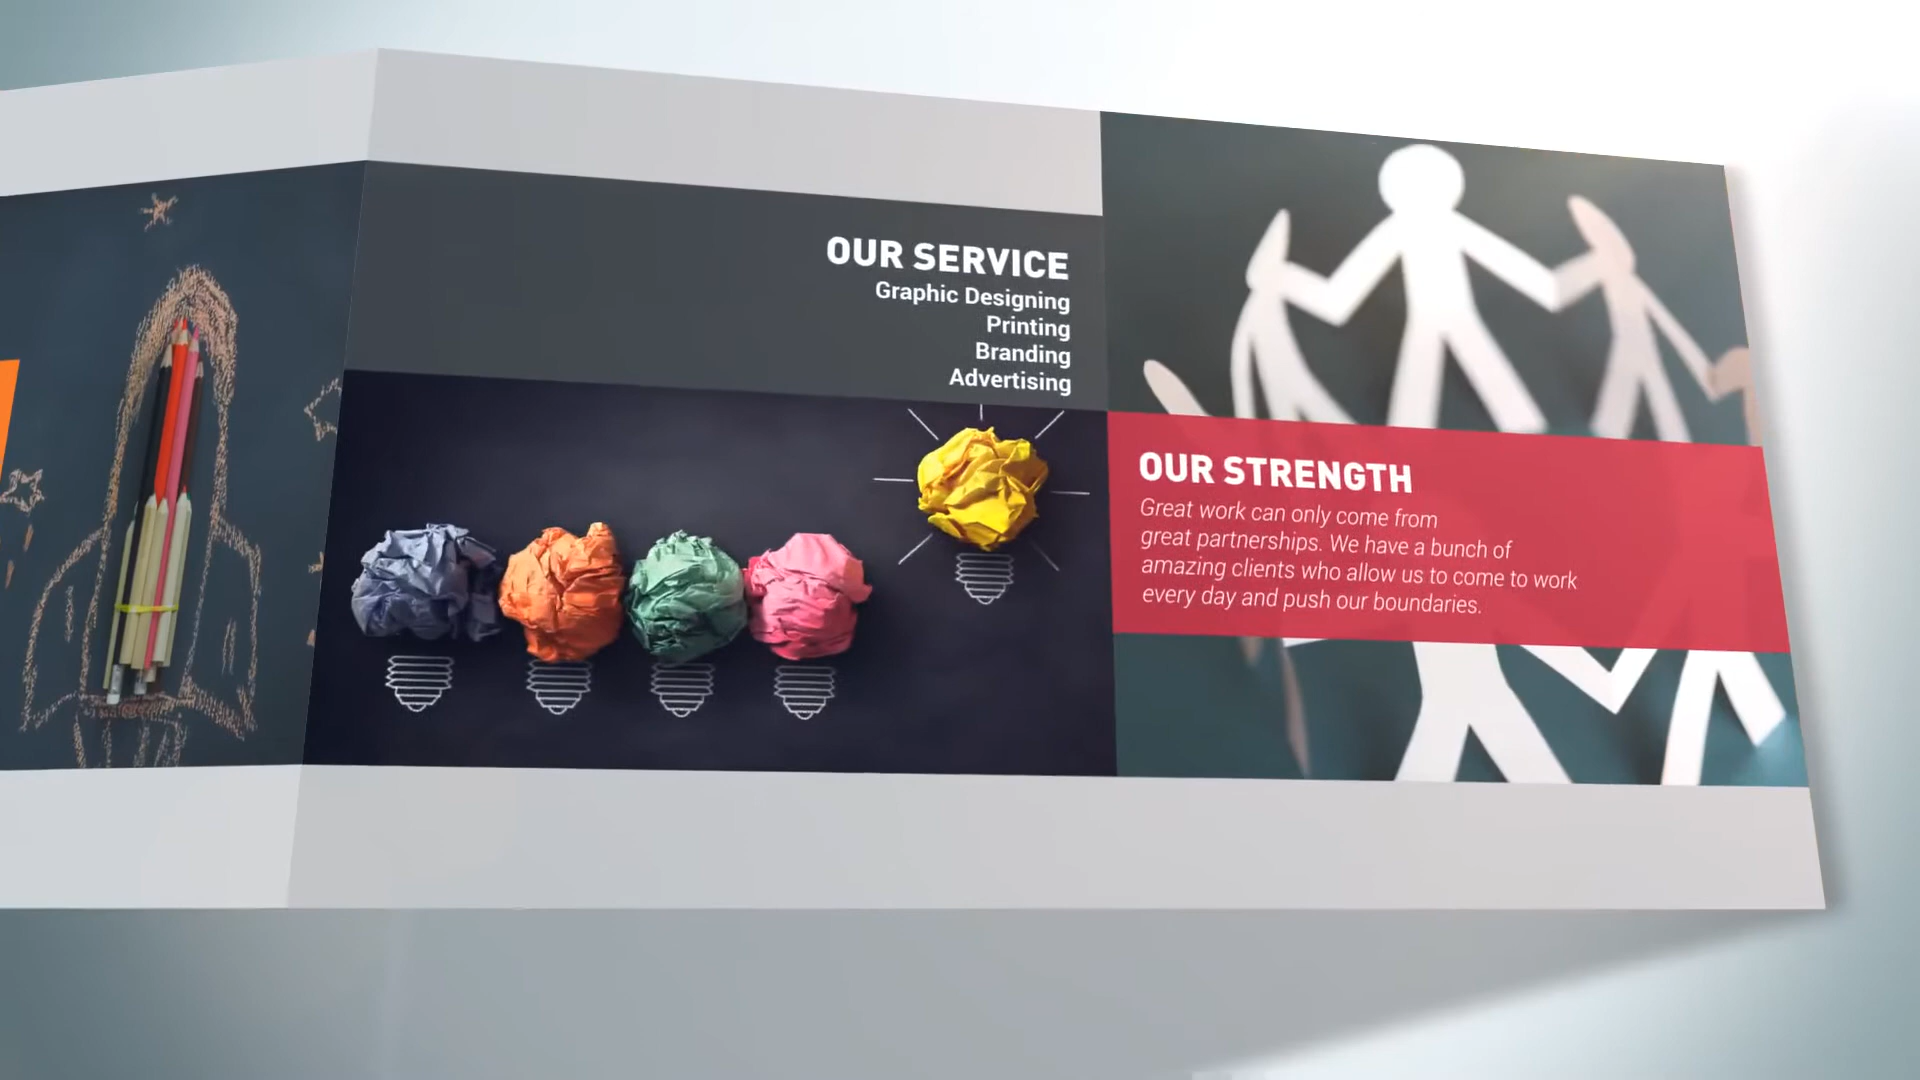 OUR SERVICE
Graphic Designing
Printing
Branding
Advertising
OUR STRENGTH
Great work can only come from
great partnerships. We have a bunch of
amazing clients who allow us to come to work
every day and push our boundaries.